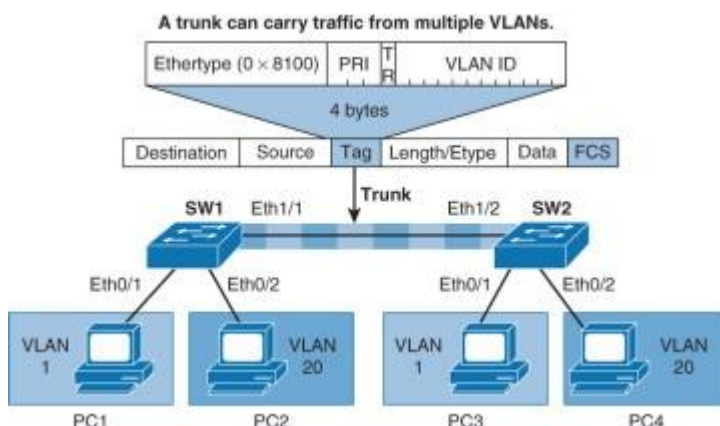 A trunk can carry traffic from multiple VLANs.
Ethertype (0 × 8100) PRI TR VLAN ID
4 bytes
Destination Source Tag Length/Etype Data FCS
Trunk
SW1 Eth1/1 Eth1/2 SW2
Eth0/1 Eth0/2 Eth0/1 Eth0/2
VLAN 1 VLAN 20 VLAN 1 VLAN 20
PC1 PC2 PC3 PC4